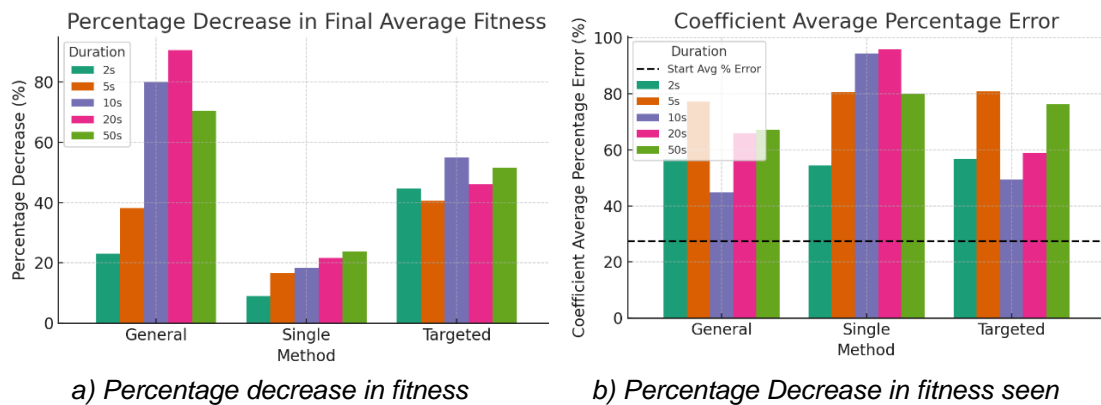 Percentage Decrease in Final Average Fitness
Percentage Decrease (%)
80
60
40
20
0
Duration
2s
5s
10s
20s
50s
General
Single
Targeted
Method
a) Percentage decrease in fitness
Coefficient Average Percentage Error
Coefficient Average Percentage Error (%)
100
80
60
40
20
0
Duration
Start Avg % Error
2s
5s
10s
20s
50s
General
Single
Targeted
Method
b) Percentage Decrease in fitness seen